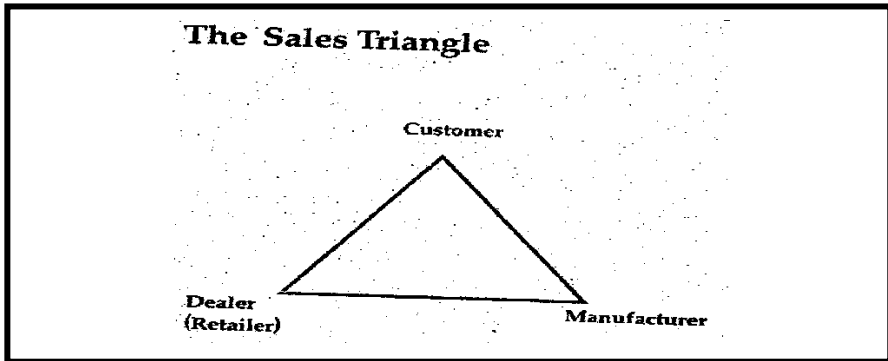 The Sales Triangle
Customer
Dealer
(Retailer)
Manufacturer